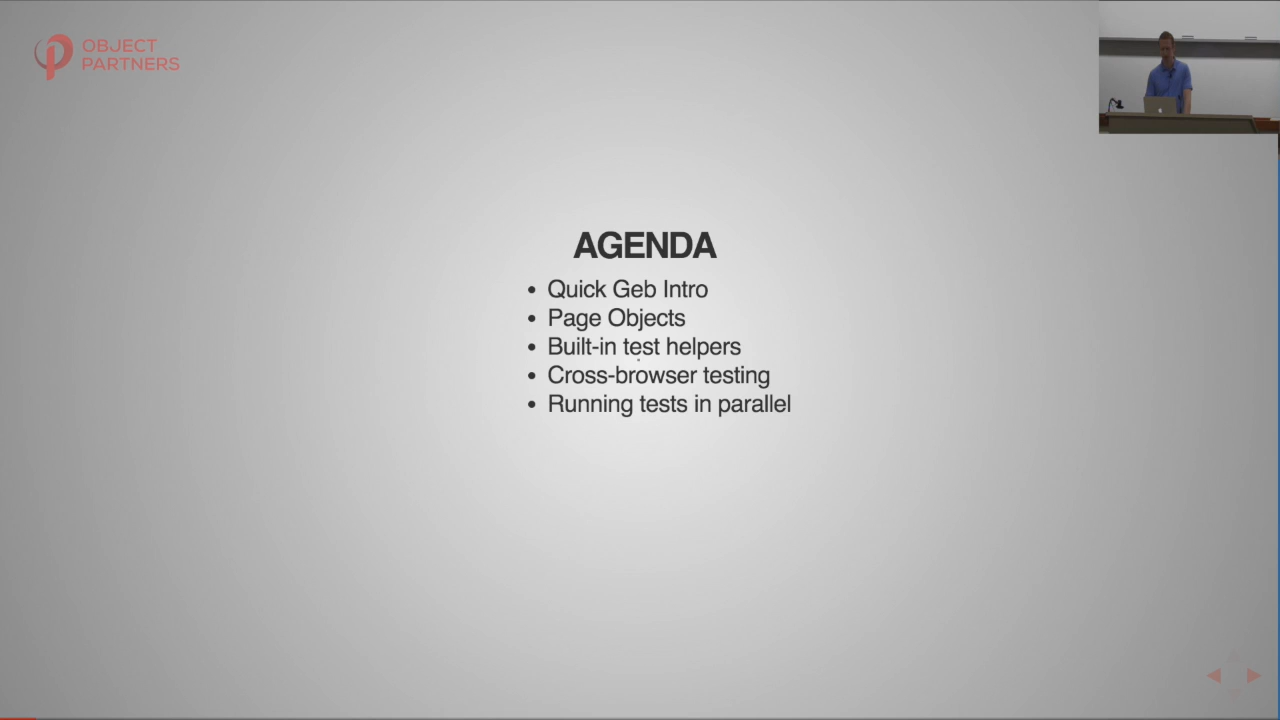 OBJECT
PARTNERS
AGENDA
• Quick Geb Intro
• Page Objects
• Built-in test helpers
• Cross-browser testing
• Running tests in parallel